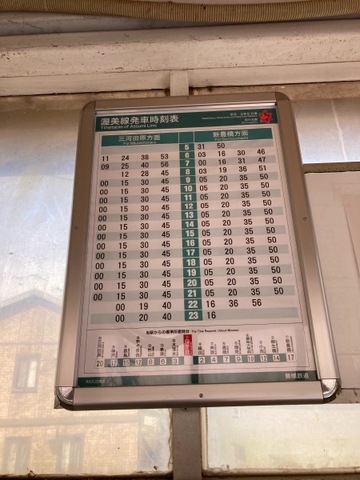 渥美線発車時刻表
Timetable of Atsumi Line
三河田原方面 新豊橋方面
5 31 50
11 24 38 53 6 03 16 30 46
09 25 40 56 7 00 16 31 47
12 28 45 8 03 19 36 51
00 15 30 45 9 05 20 35 50
00 15 30 45 10 05 20 35 50
00 15 30 45 11 05 20 35 50
00 15 30 45 12 05 20 35 50
00 15 30 45 13 05 20 35 50
00 15 30 45 14 05 20 35 50
00 15 30 45 15 05 20 35 50
00 15 30 45 16 05 20 35 50
00 15 30 45 17 05 20 35 50
00 15 30 45 18 05 20 35 50
00 15 30 45 19 05 20 35 50
00 15 30 45 20 05 20 35 50
00 15 30 45 21 05 20 35 50
00 19 40 22 16 36 56
00 20 40 23 16
豊橋鉄道